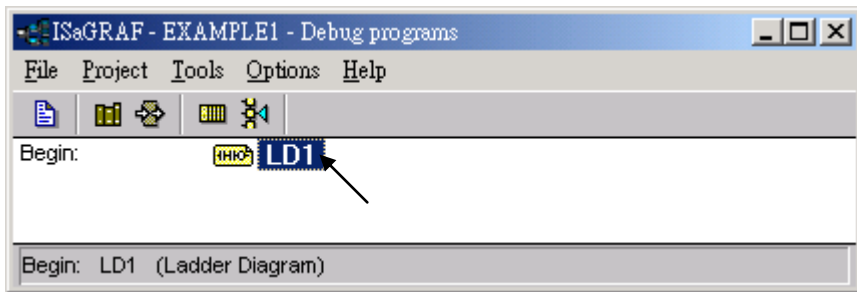 ISaGRAF - EXAMPLE1 - Debug programs
File Project Tools Options Help
Begin: LD1
Begin: LD1 (Ladder Diagram)